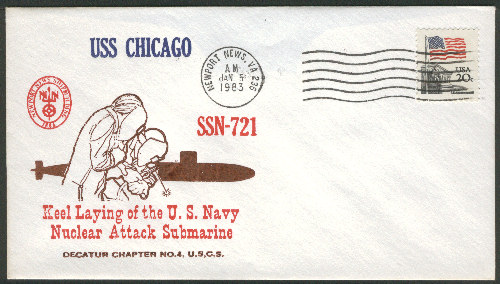 USS CHICAGO
NEWPORT NEWS, VA 236
A.M.
JAN 5
1983
USA
20c
SSN-721
Keel Laying of the U. S. Navy
Nuclear Attack Submarine
DECATUR CHAPTER NO.4, U.S.C.S.